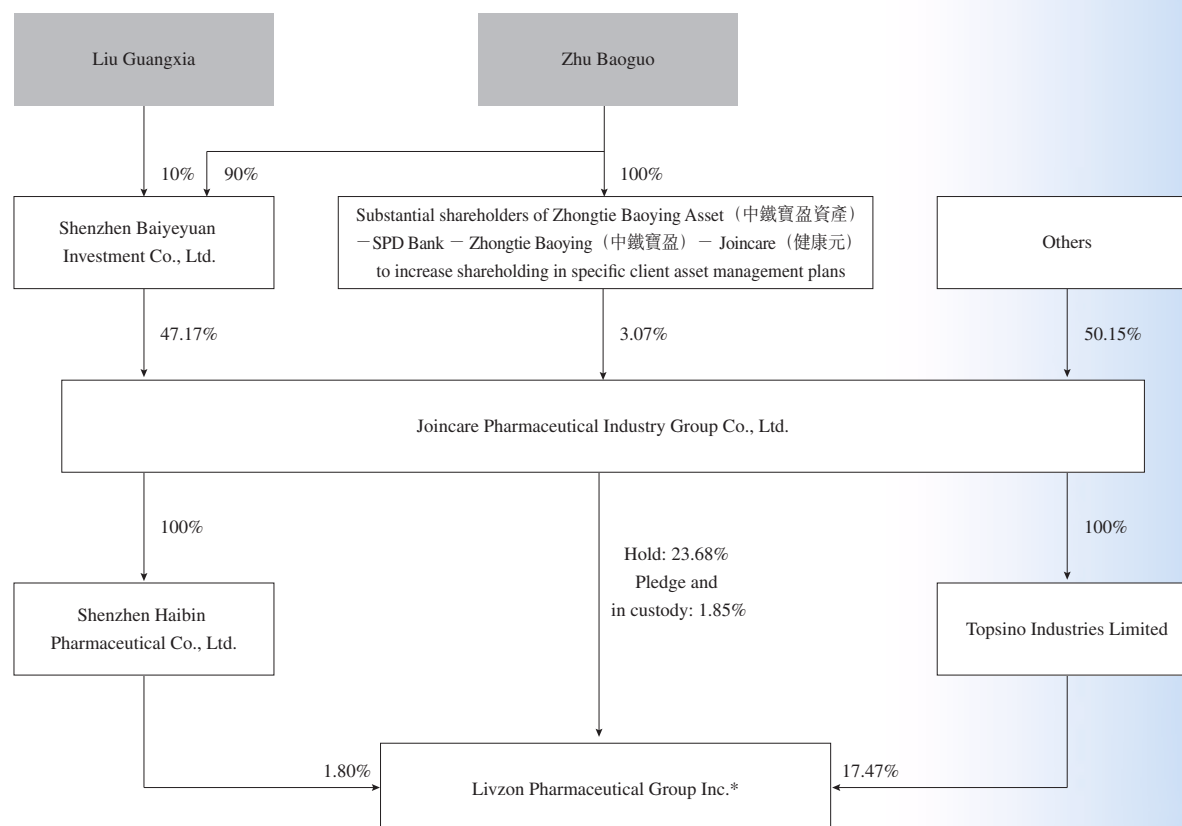 Liu Guangxia
Zhu Baoguo
10%
90%
100%
Shenzhen Baiyeyuan
Investment Co., Ltd.
Substantial shareholders of Zhongtie Baoying Asset（中鐵寶盈資產）
－SPD Bank － Zhongtie Baoying（中鐵寶盈）－ Joincare（健康元）
to increase shareholding in specific client asset management plans
Others
47.17%
3.07%
50.15%
Joincare Pharmaceutical Industry Group Co., Ltd.
100%
Hold: 23.68%
Pledge and
in custody: 1.85%
100%
Shenzhen Haibin
Pharmaceutical Co., Ltd.
Topsino Industries Limited
1.80%
Livzon Pharmaceutical Group Inc.*
17.47%